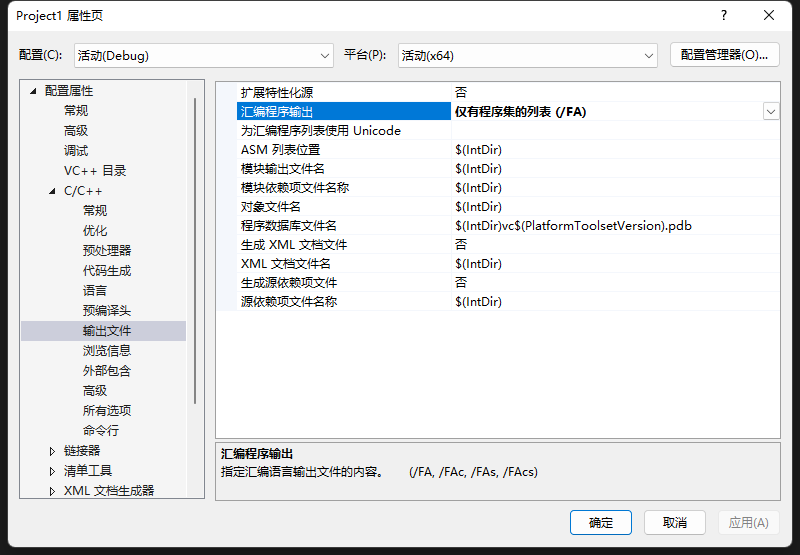 Project1 属性页
配置(C): 活动(Debug) 平台(P): 活动(x64) 配置管理器(O)...
配置属性
常规
高级
调试
VC++ 目录
C/C++
常规
优化
预处理器
代码生成
语言
预编译头
输出文件
浏览信息
外部包含
高级
所有选项
命令行
链接器
清单工具
XML 文档生成器
扩展特性化源 否
汇编程序输出 仅有程序集的列表 (/FA)
为汇编程序列表使用 Unicode
ASM 列表位置 $(IntDir)
模块输出文件名 $(IntDir)
模块依赖项文件名称 $(IntDir)
对象文件名 $(IntDir)
程序数据库文件名 $(IntDir)vc$(PlatformToolsetVersion).pdb
生成 XML 文档文件 否
XML 文档文件名 $(IntDir)
生成源依赖项文件 否
源依赖项文件名称 $(IntDir)
汇编程序输出
指定汇编语言输出文件的内容。 (/FA, /FAc, /FAs, /FAcs)
确定 取消 应用(A)